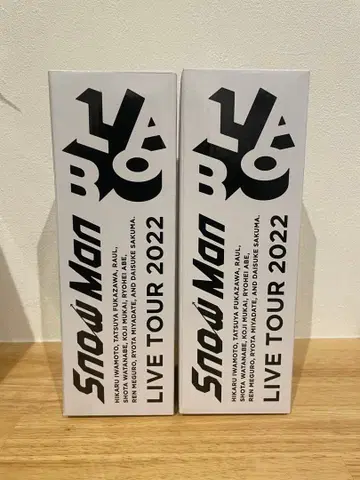 Snow Man
HIKARU IWAMOTO, TATSUYA FUKAZAWA, RAUL,
SHOTA WATANABE, KOJI MUKAI, RYOHEI ABE,
REN MEGURO, RYOTA MIYADATE, AND DAISUKE SAKUMA.
LIVE TOUR 2022
LABO
Snow Man
HIKARU IWAMOTO, TATSUYA FUKAZAWA, RAUL,
SHOTA WATANABE, KOJI MUKAI, RYOHEI ABE,
REN MEGURO, RYOTA MIYADATE, AND DAISUKE SAKUMA.
LIVE TOUR 2022
LABO